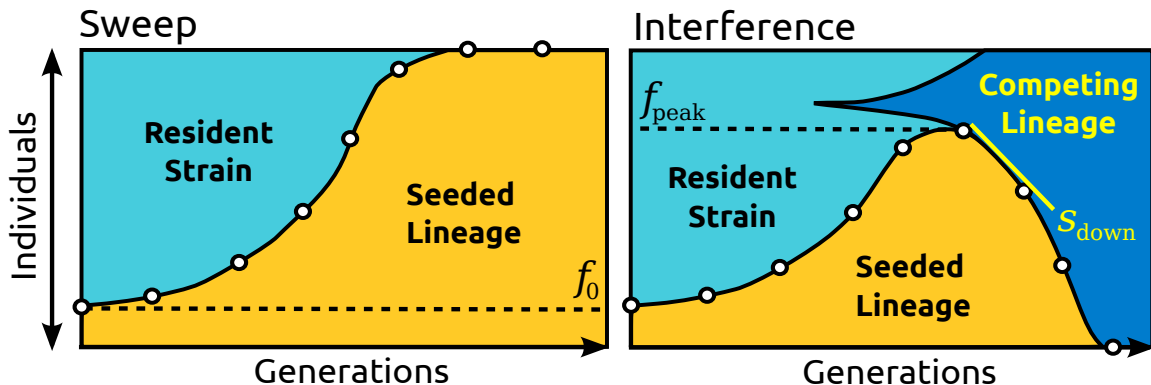 Sweep
Individuals
Resident
Strain
Seeded
Lineage
f0
Generations
Interference
fpeak
Competing
Lineage
Resident
Strain
sdown
Seeded
Lineage
Generations